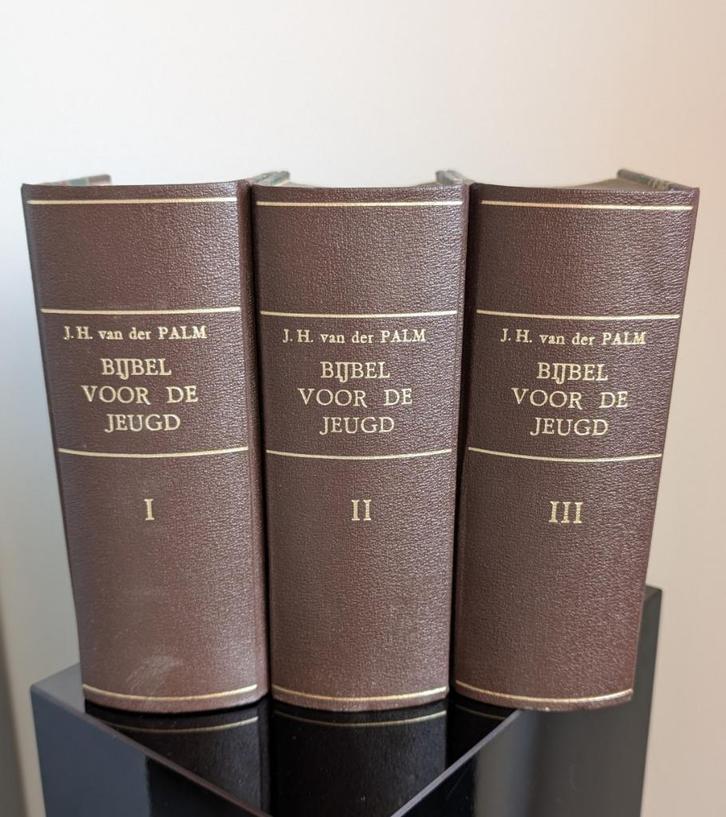 J. H. van der PALM
BIJBEL
VOOR DE
JEUGD
I
J. H. van der PALM
BIJBEL
VOOR DE
JEUGD
II
J. H. van der PALM
BIJBEL
VOOR DE
JEUGD
III